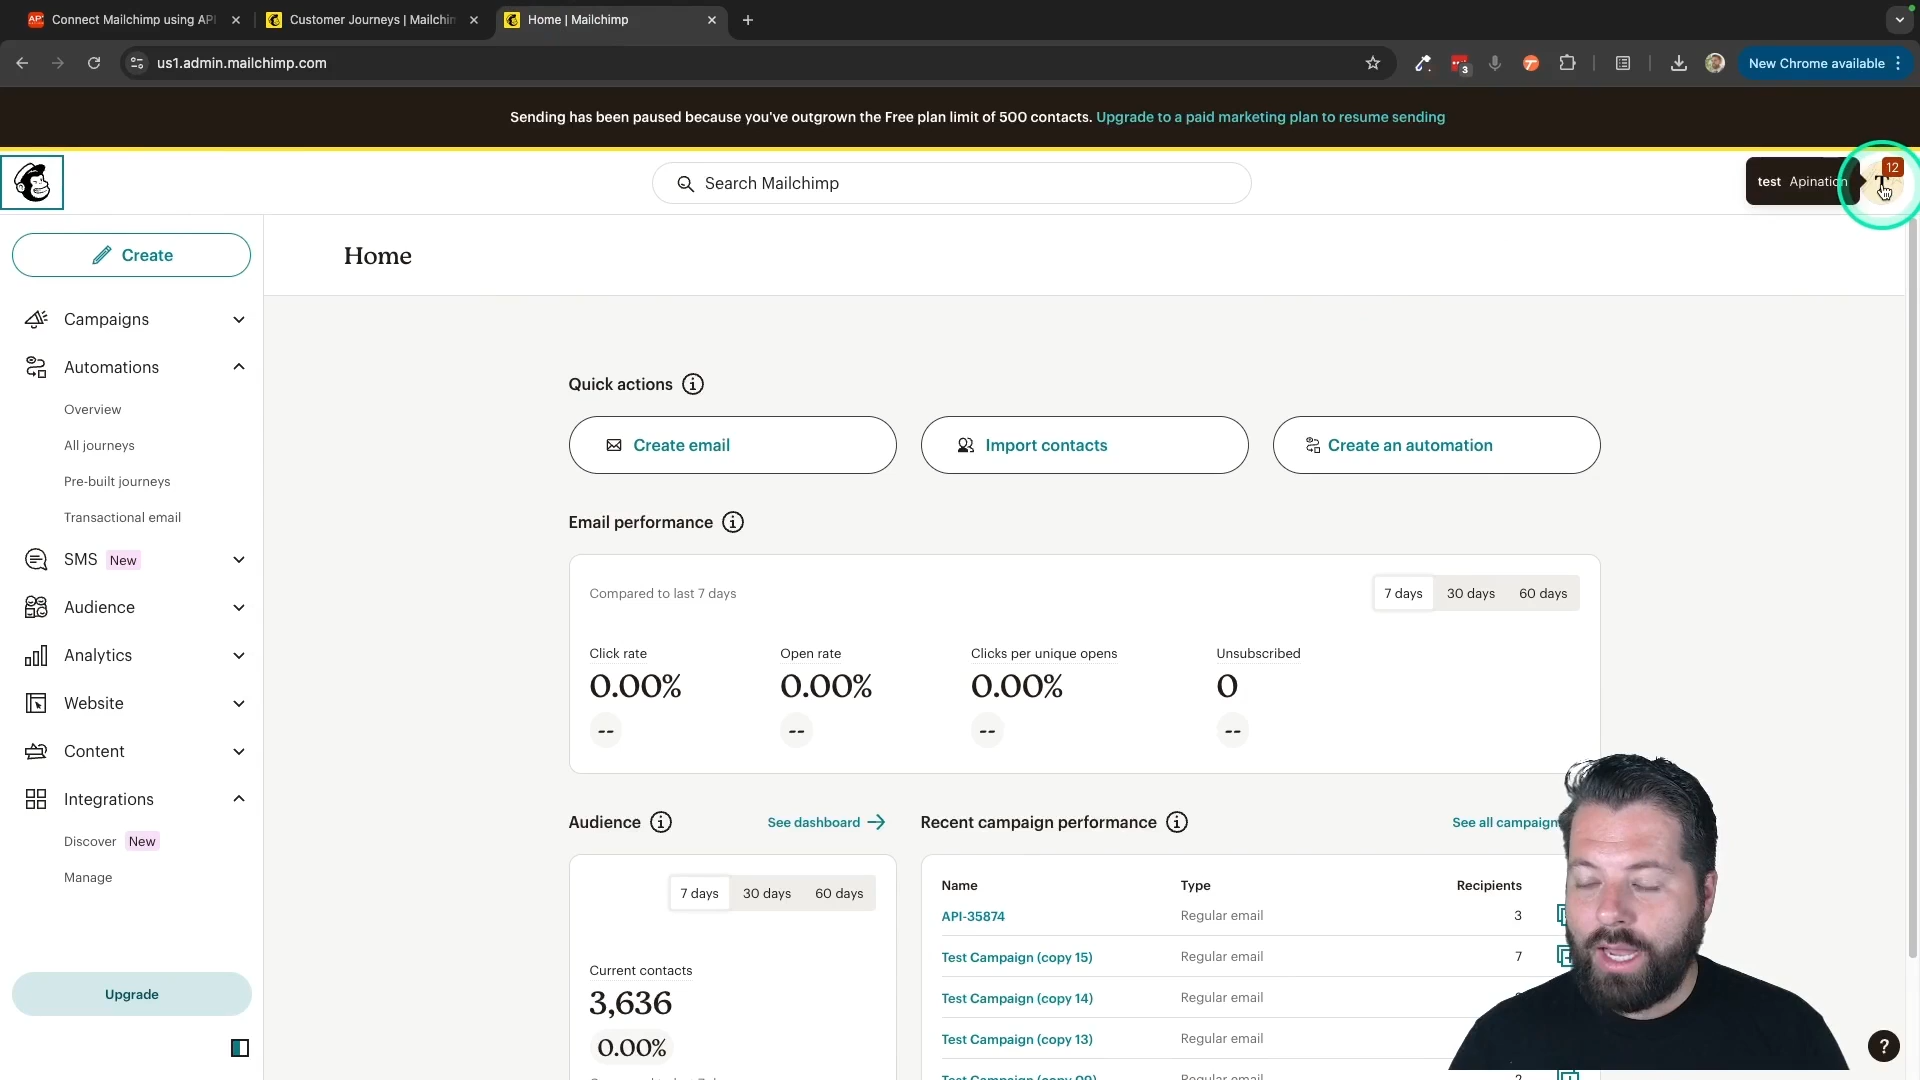 Connect Mailchimp using API
Customer Journeys | Mailchim
Home | Mailchimp
us1.admin.mailchimp.com
3
New Chrome available
Sending has been paused because you've outgrown the Free plan limit of 500 contacts. Upgrade to a paid marketing plan to resume sending
Search Mailchimp
test Apination
T
12
Create
Home
Campaigns
Automations
Overview
All journeys
Pre-built journeys
Transactional email
SMS New
Audience
Analytics
Website
Content
Integrations
Discover New
Manage
Upgrade
Quick actions
Create email
Import contacts
Create an automation
Email performance
Compared to last 7 days
7 days 30 days 60 days
Click rate Open rate Clicks per unique opens Unsubscribed
0.00% 0.00% 0.00% 0
-- -- -- --
Audience
See dashboard
7 days 30 days 60 days
Current contacts
3,636
0.00%
Recent campaign performance
See all campaign
Name Type Recipients
API-35874 Regular email 3
Test Campaign (copy 15) Regular email 7
Test Campaign (copy 14) Regular email
Test Campaign (copy 13) Regular email
?